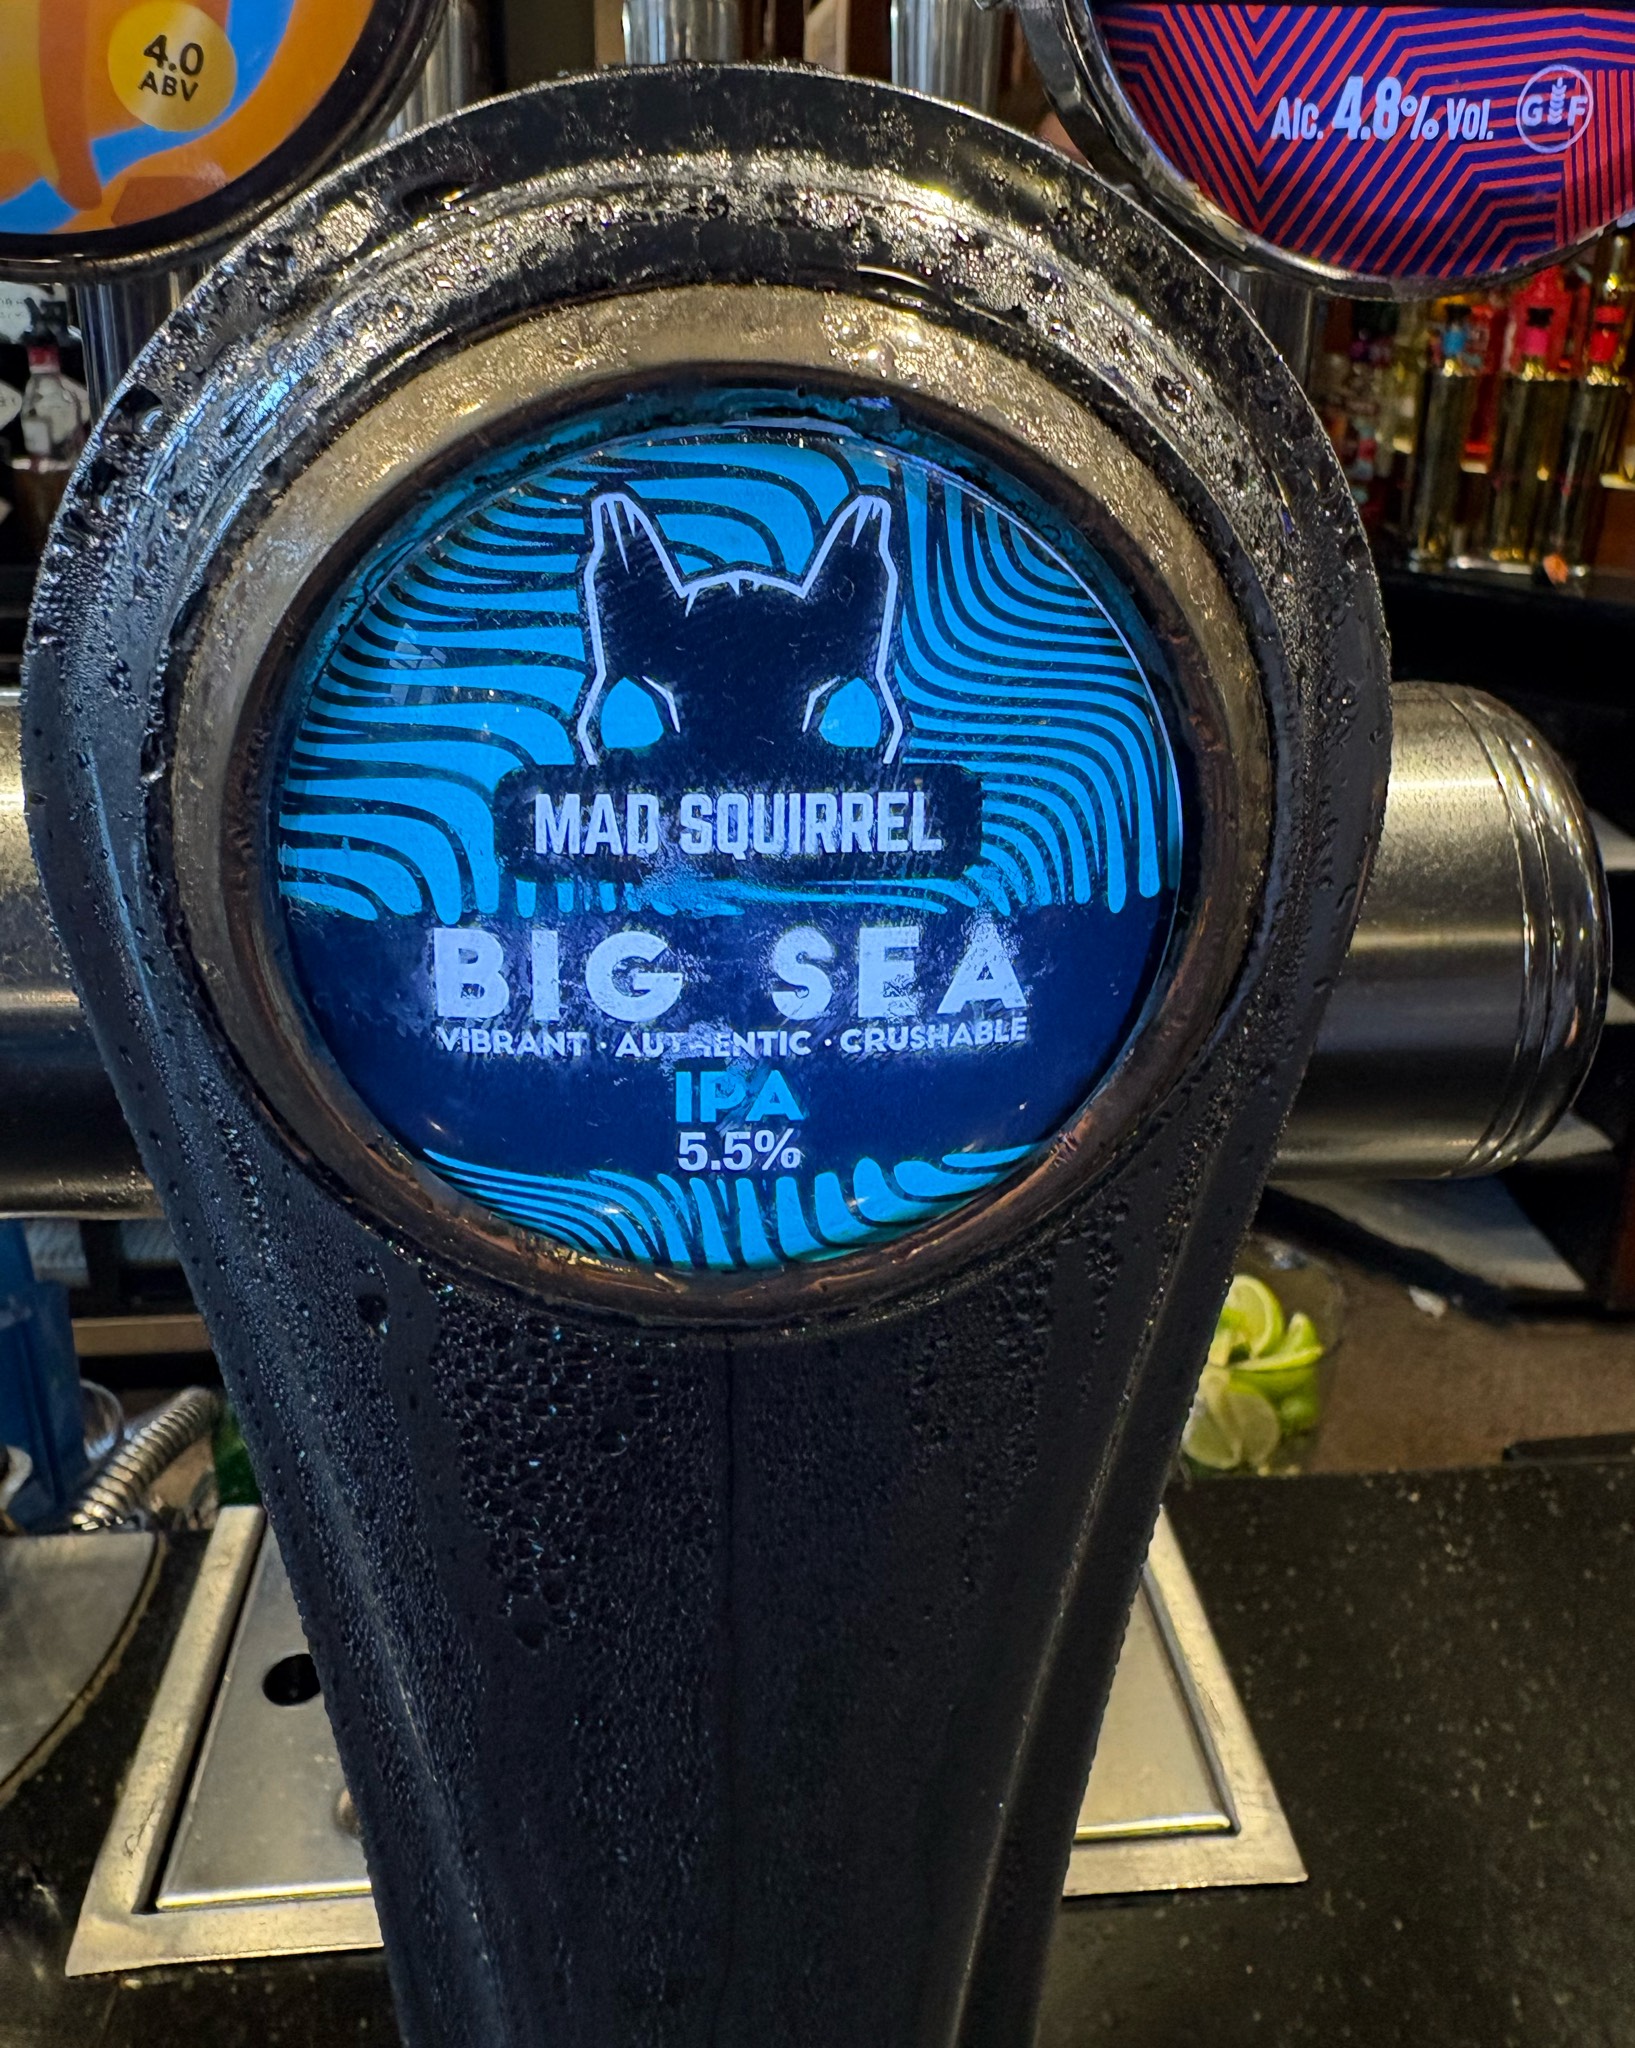 4.0
ABV
Alc. 4.8% Vol.
GF
MAD SQUIRREL
BIG SEA
VIBRANT · AUTHENTIC · CRUSHABLE
IPA
5.5%